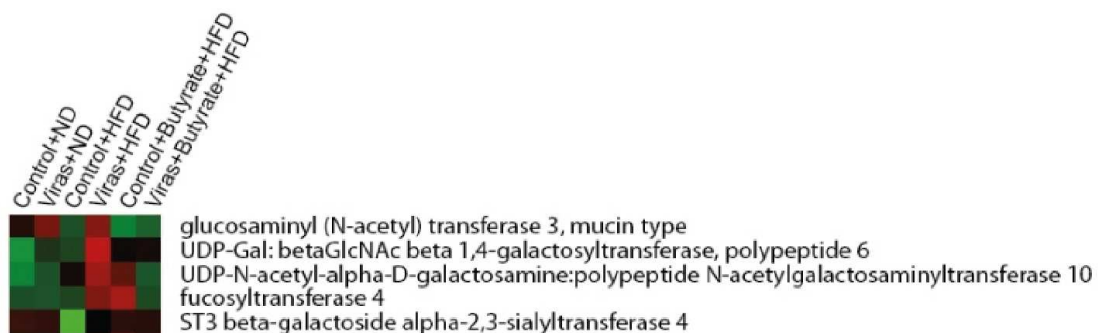 Control+ND
Viras+ND
Control+HFD
Viras+HFD
Control+Butyrate+HFD
Viras+Butyrate+HFD
glucosaminyl (N-acetyl) transferase 3, mucin type
UDP-Gal: betaGlcNAc beta 1,4-galactosyltransferase, polypeptide 6
UDP-N-acetyl-alpha-D-galactosamine:polypeptide N-acetylgalactosaminyltransferase 10
fucosyltransferase 4
ST3 beta-galactoside alpha-2,3-sialyltransferase 4